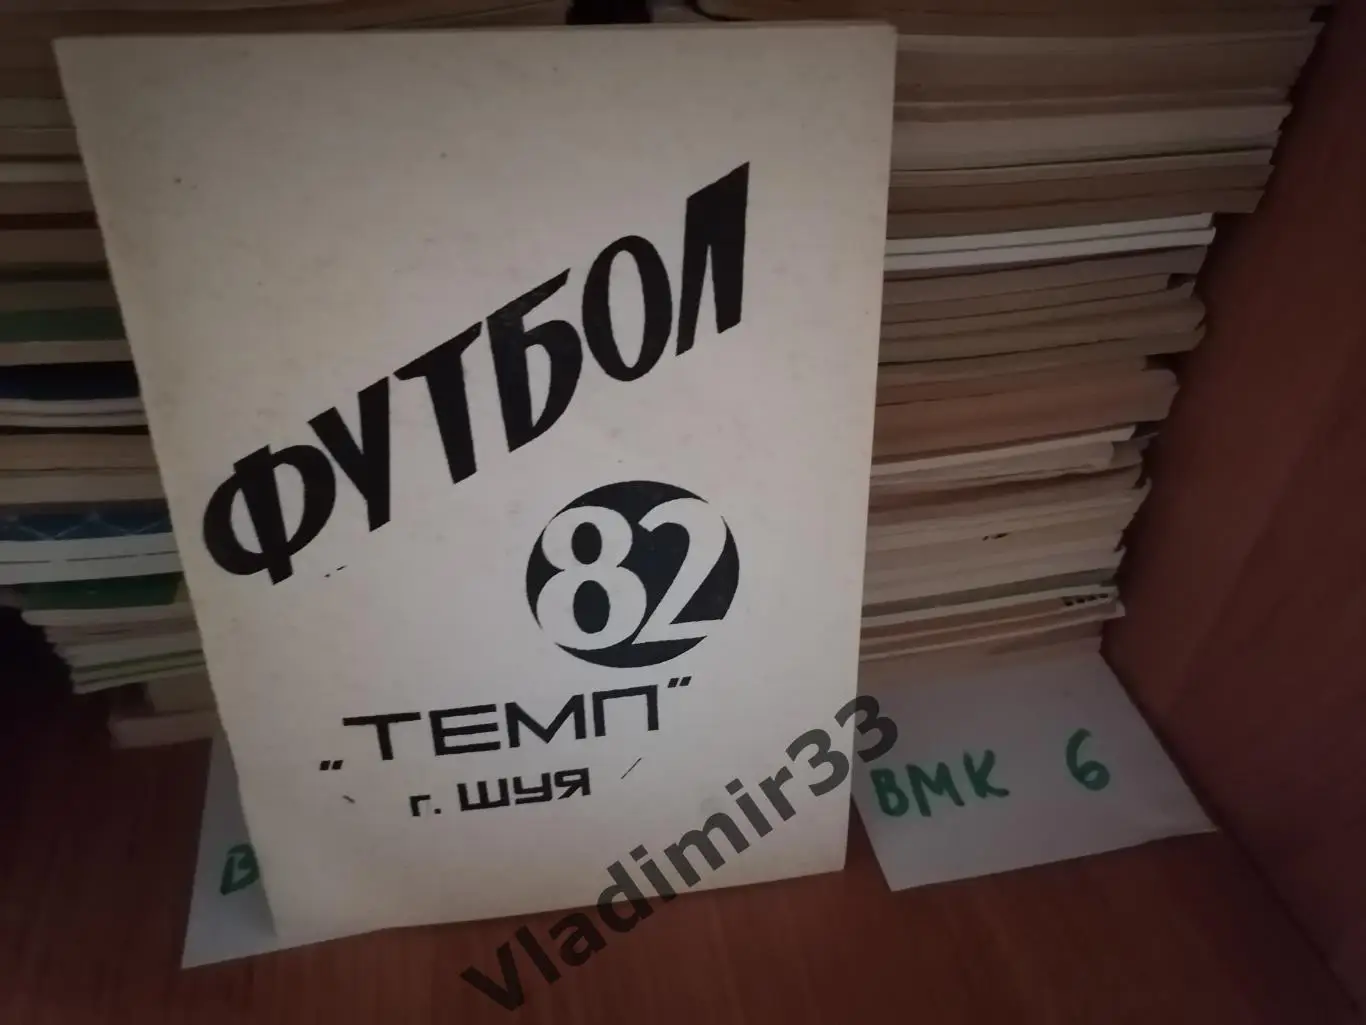 ФУТБОЛ
82
"ТЕМП"
г. ШУЯ
ВМК 6
В
vladimir33